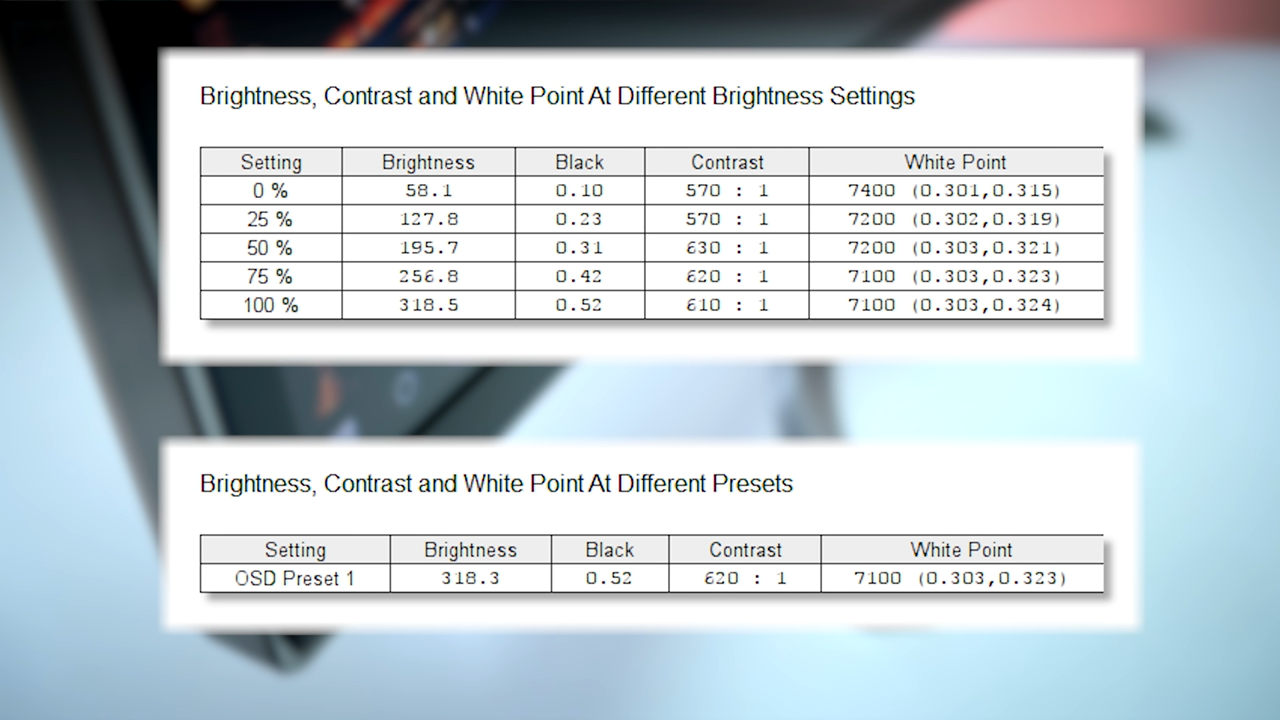 Brightness, Contrast and White Point At Different Brightness Settings
Setting Brightness Black Contrast White Point
0 % 58.1 0.10 570 : 1 7400 (0.301,0.315)
25 % 127.8 0.23 570 : 1 7200 (0.302,0.319)
50 % 195.7 0.31 630 : 1 7200 (0.303,0.321)
75 % 256.8 0.42 620 : 1 7100 (0.303,0.323)
100 % 318.5 0.52 610 : 1 7100 (0.303,0.324)
Brightness, Contrast and White Point At Different Presets
Setting Brightness Black Contrast White Point
OSD Preset 1 318.3 0.52 620 : 1 7100 (0.303,0.323)